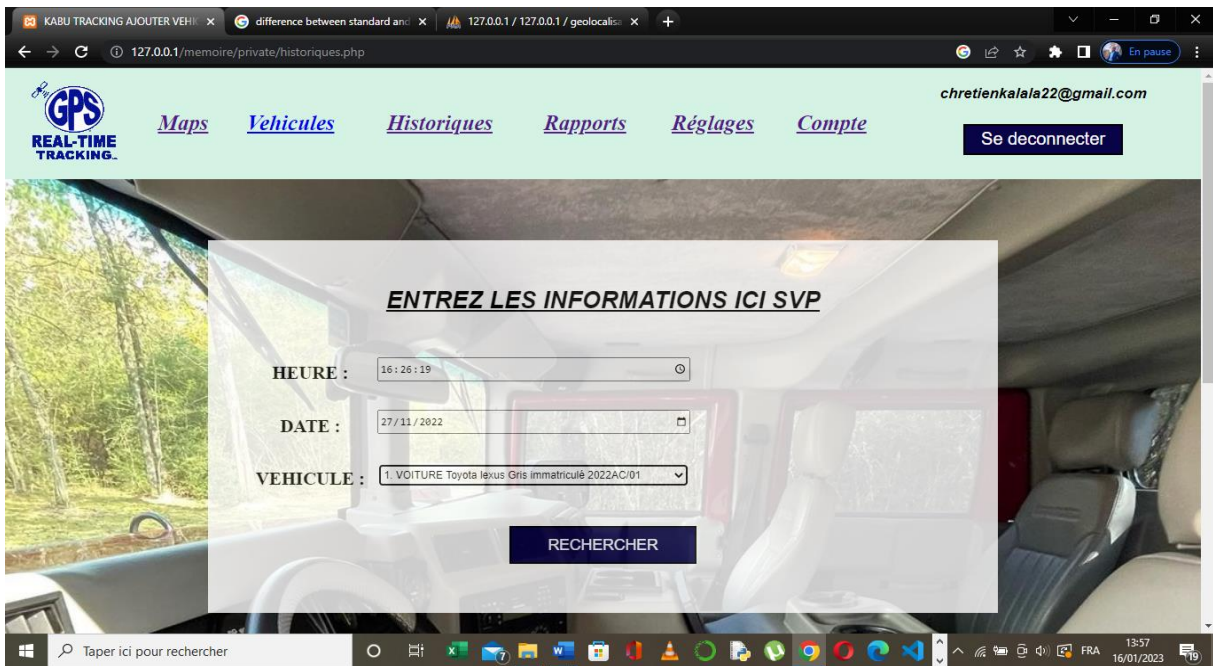 KABU TRACKING AJOUTER VEHIC
difference between standard and
127.0.0.1 / 127.0.0.1 / geolocalisa
127.0.0.1/memoire/private/historiques.php
En pause
GPS
REAL-TIME
TRACKING
Maps
Vehicules
Historiques
Rapports
Réglages
Compte
chretienkalala22@gmail.com
Se deconnecter
ENTREZ LES INFORMATIONS ICI SVP
HEURE :
16:26:19
DATE :
27/11/2022
VEHICULE :
1. VOITURE Toyota lexus Gris immatriculé 2022AC/01
RECHERCHER
Taper ici pour rechercher
7
FRA
13:57
16/01/2023
19